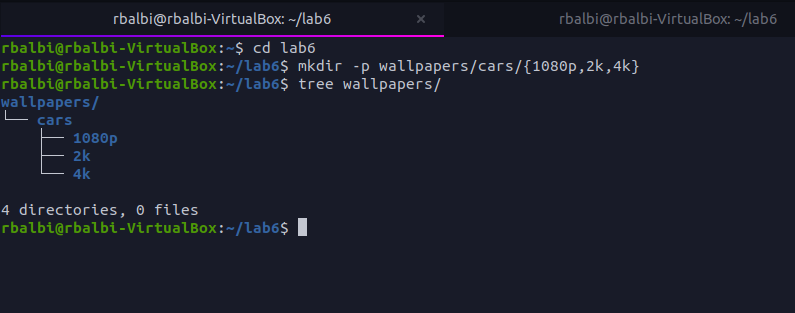 rbalbi@rbalbi-VirtualBox: ~/lab6 × rbalbi@rbalbi-VirtualBox: ~/lab6
rbalbi@rbalbi-VirtualBox:~$ cd lab6
rbalbi@rbalbi-VirtualBox:~/lab6$ mkdir -p wallpapers/cars/{1080p,2k,4k}
rbalbi@rbalbi-VirtualBox:~/lab6$ tree wallpapers/
wallpapers/
└── cars
    ├── 1080p
    ├── 2k
    └── 4k
4 directories, 0 files
rbalbi@rbalbi-VirtualBox:~/lab6$